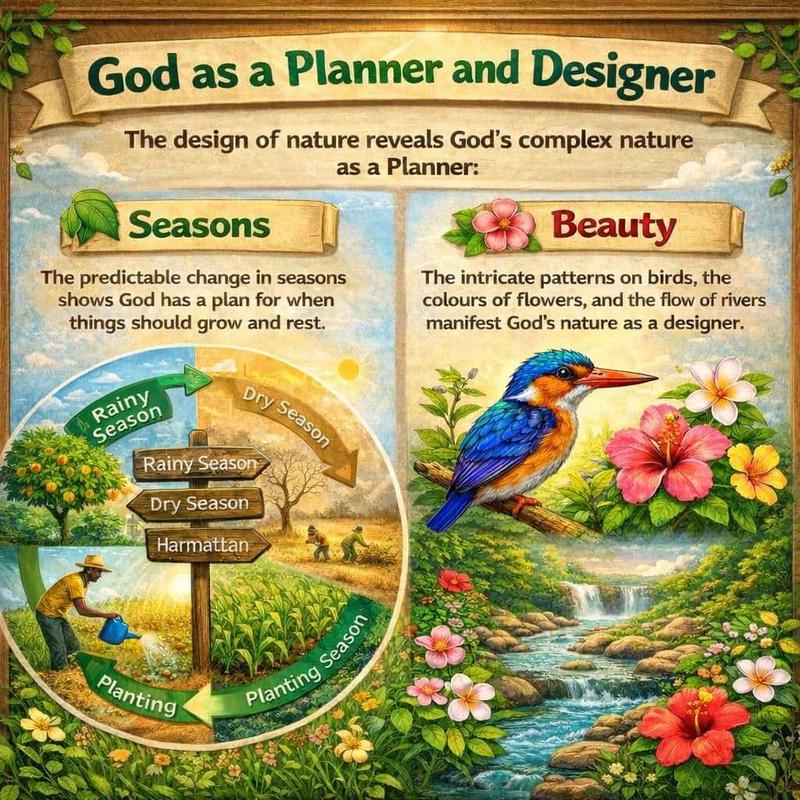 God as a Planner and Designer
The design of nature reveals God's complex nature
as a Planner:
Seasons
The predictable change in seasons
shows God has a plan for when
things should grow and rest.
Rainy
Season
Dry Season
Rainy Season
Dry Season
Harmattan
Planting Season
Planting
Beauty
The intricate patterns on birds, the
colours of flowers, and the flow of rivers
manifest God's nature as a designer.